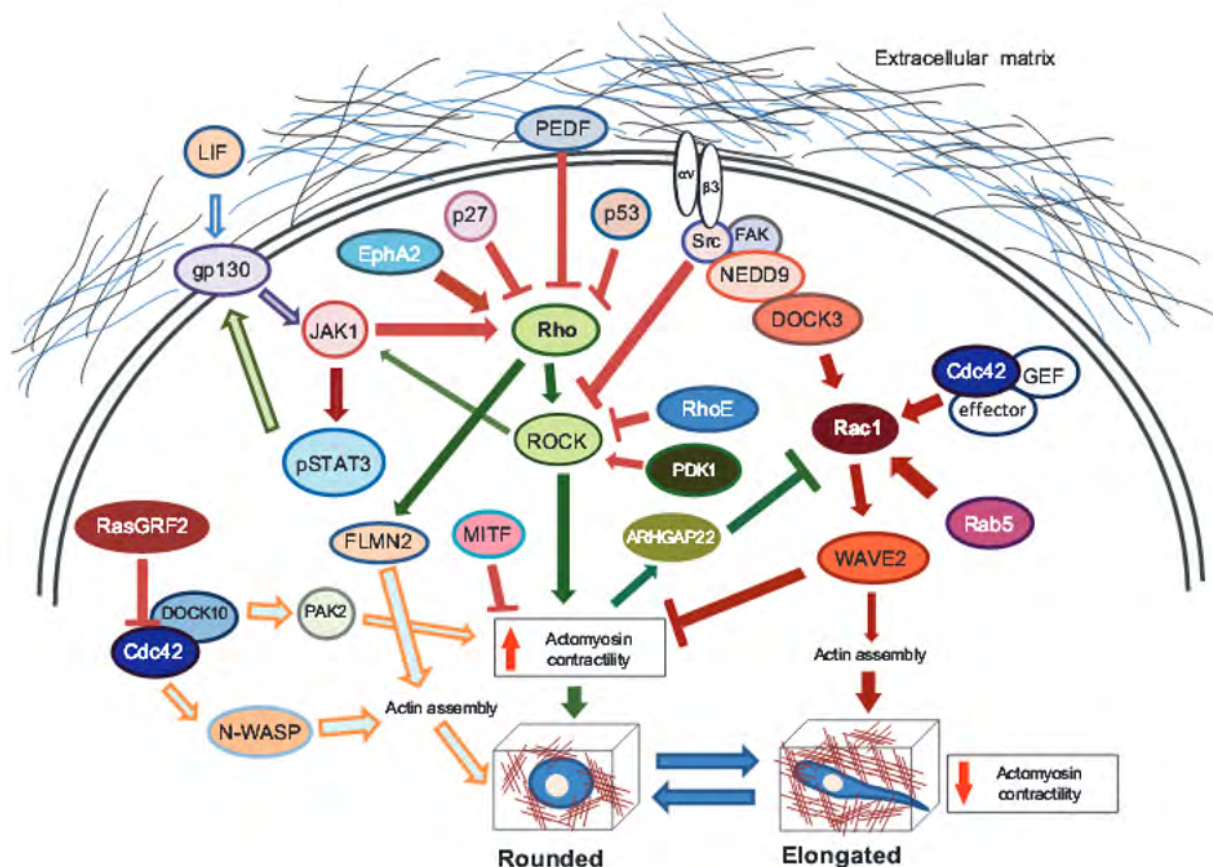 Extracellular matrix
PEDF
LIF
αv
β3
p27
p53
Src
FAK
EphA2
NEDD9
gp130
DOCK3
JAK1
Rho
Cdc42
GEF
effector
RhoE
Rac1
ROCK
pSTAT3
PDK1
RasGRF2
Rab5
FLMN2
MITF
ARHGAP22
WAVE2
DOCK10
PAK2
Cdc42
Actomyosin
contractility
Actin assembly
Actin assembly
N-WASP
Actomyosin
contractility
Rounded
Elongated